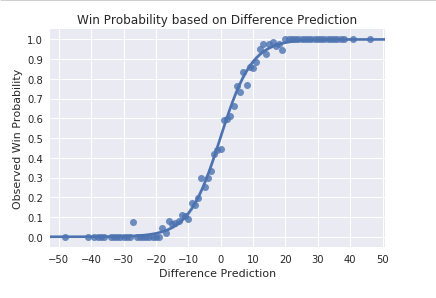 Win Probability based on Difference Prediction
1.0
0.9
0.8
0.7
0.6
0.5
0.4
0.3
0.2
0.1
0.0
Observed Win Probability
−50 −40 −30 −20 −10 0 10 20 30 40 50
Difference Prediction